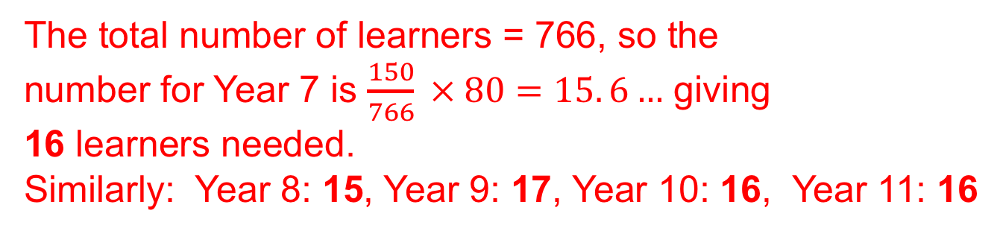 The total number of learners = 766, so the
number for Year 7 is 150/766 × 80 = 15.6 … giving
16 learners needed.
Similarly:  Year 8: 15, Year 9: 17, Year 10: 16,  Year 11: 16